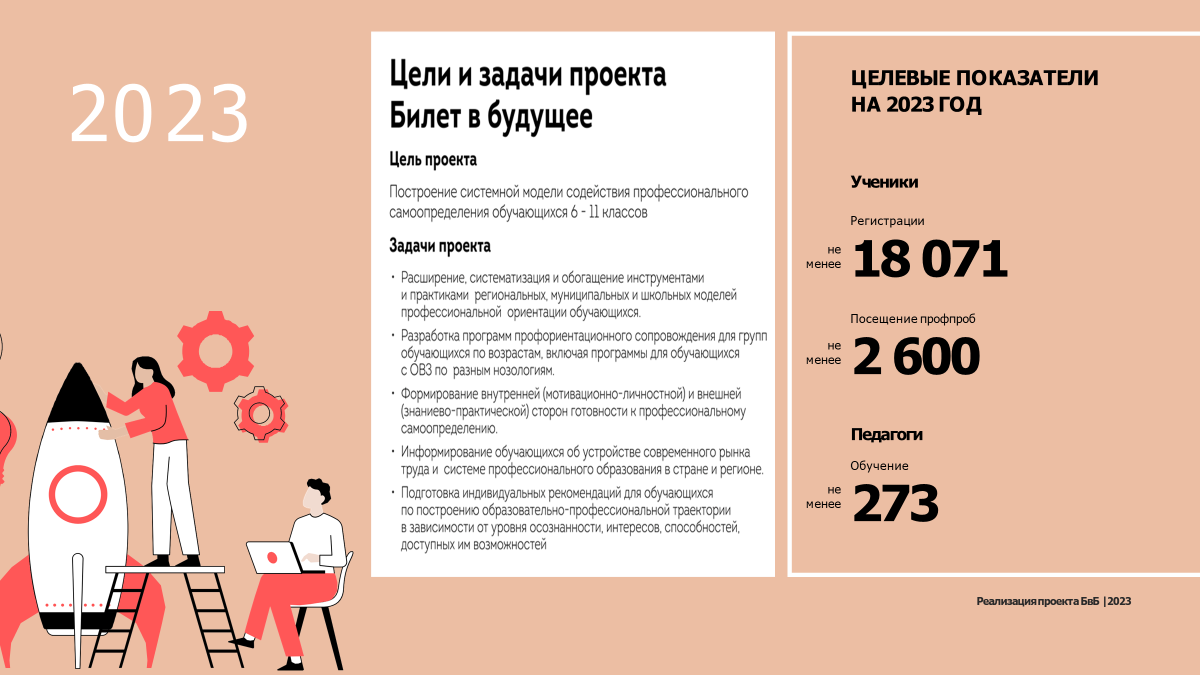 2023
Цели и задачи проекта
Билет в будущее
Цель проекта
Построение системной модели содействия профессионального
самоопределения обучающихся 6 - 11 классов
Задачи проекта
• Расширение, систематизация и обогащение инструментами
и практиками региональных, муниципальных и школьных моделей
профессиональной ориентации обучающихся.
• Разработка программ профориентационного сопровождения для групп
обучающихся по возрастам, включая программы для обучающихся
с ОВЗ по разным нозологиям.
• Формирование внутренней (мотивационно-личностной) и внешней
(знаниево-практической) сторон готовности к профессиональному
самоопределению.
• Информирование обучающихся об устройстве современного рынка
труда и системе профессионального образования в стране и регионе.
• Подготовка индивидуальных рекомендаций для обучающихся
по построению образовательно-профессиональной траектории
в зависимости от уровня осознанности, интересов, способностей,
доступных им возможностей
ЦЕЛЕВЫЕ ПОКАЗАТЕЛИ
НА 2023 ГОД
Ученики
Регистрации
не
менее
18 071
Посещение профпроб
не
менее
2 600
Педагоги
Обучение
не
менее
273
Реализация проекта БвБ |2023